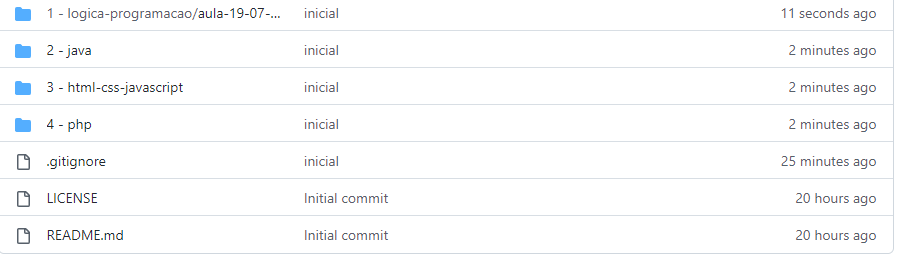 1 - logica-programacao/aula-19-07-... inicial 11 seconds ago
2 - java inicial 2 minutes ago
3 - html-css-javascript inicial 2 minutes ago
4 - php inicial 2 minutes ago
.gitignore inicial 25 minutes ago
LICENSE Initial commit 20 hours ago
README.md Initial commit 20 hours ago